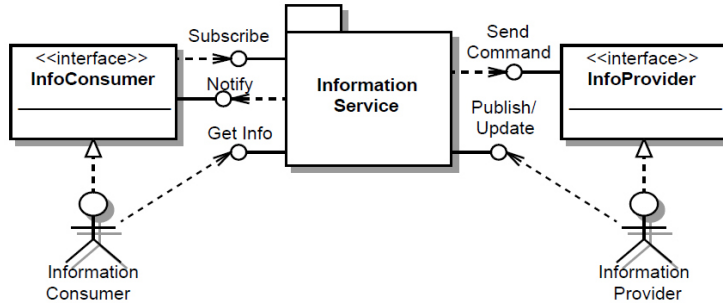 Subscribe
Send
Command
<<interface>>
InfoConsumer
Information
Service
<<interface>>
InfoProvider
Notify
Publish/
Update
Get Info
Information
Consumer
Information
Provider